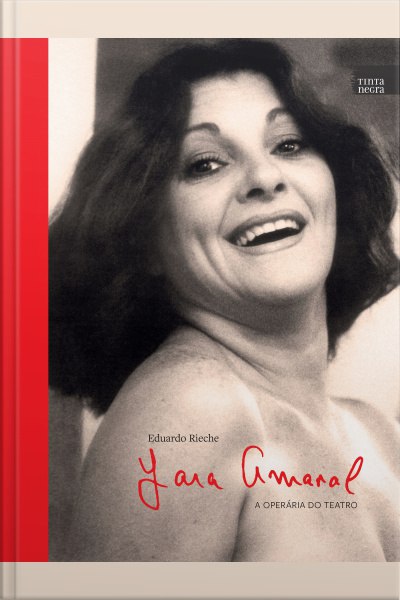 TINTA
negra
Eduardo Rieche
Yara Amaral
A OPERÁRIA DO TEATRO